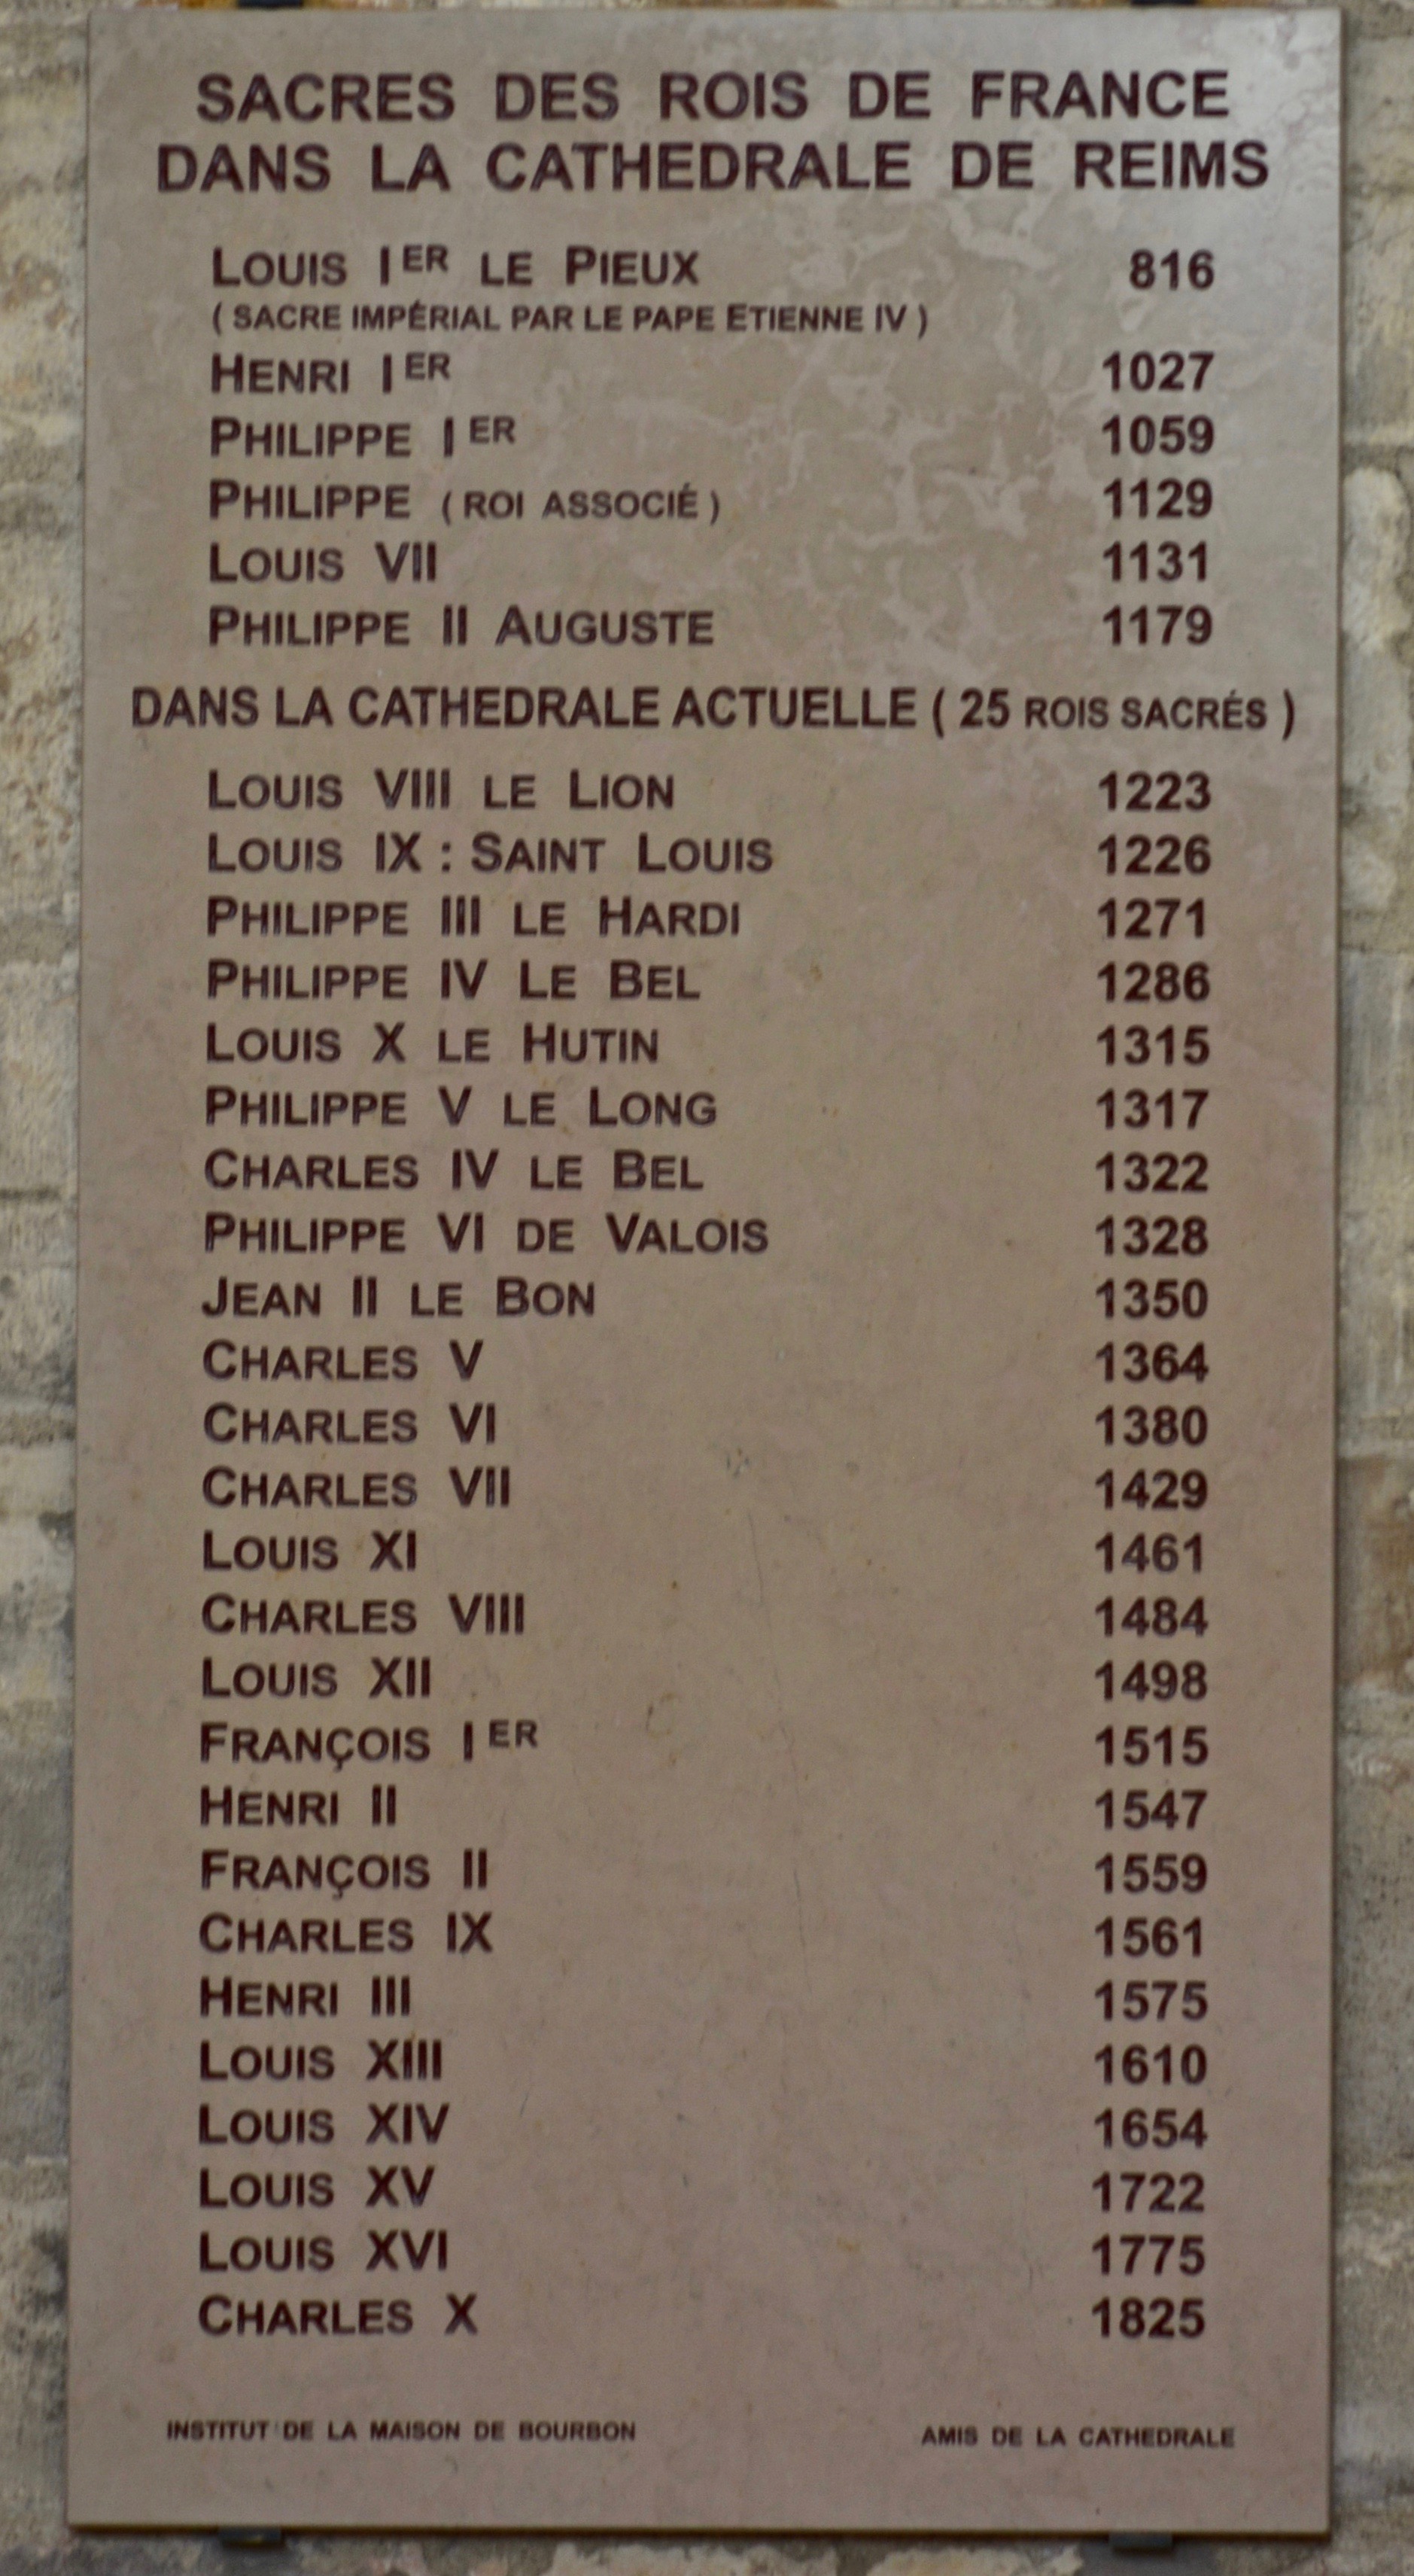 SACRES DES ROIS DE FRANCE
DANS LA CATHEDRALE DE REIMS
LOUIS IER LE PIEUX 816
( SACRE IMPÉRIAL PAR LE PAPE ETIENNE IV )
HENRI IER 1027
PHILIPPE IER 1059
PHILIPPE ( ROI ASSOCIÉ ) 1129
LOUIS VII 1131
PHILIPPE II AUGUSTE 1179
DANS LA CATHEDRALE ACTUELLE ( 25 ROIS SACRÉS )
LOUIS VIII LE LION 1223
LOUIS IX : SAINT LOUIS 1226
PHILIPPE III LE HARDI 1271
PHILIPPE IV LE BEL 1286
LOUIS X LE HUTIN 1315
PHILIPPE V LE LONG 1317
CHARLES IV LE BEL 1322
PHILIPPE VI DE VALOIS 1328
JEAN II LE BON 1350
CHARLES V 1364
CHARLES VI 1380
CHARLES VII 1429
LOUIS XI 1461
CHARLES VIII 1484
LOUIS XII 1498
FRANÇOIS IER 1515
HENRI II 1547
FRANÇOIS II 1559
CHARLES IX 1561
HENRI III 1575
LOUIS XIII 1610
LOUIS XIV 1654
LOUIS XV 1722
LOUIS XVI 1775
CHARLES X 1825
INSTITUT DE LA MAISON DE BOURBON AMIS DE LA CATHEDRALE